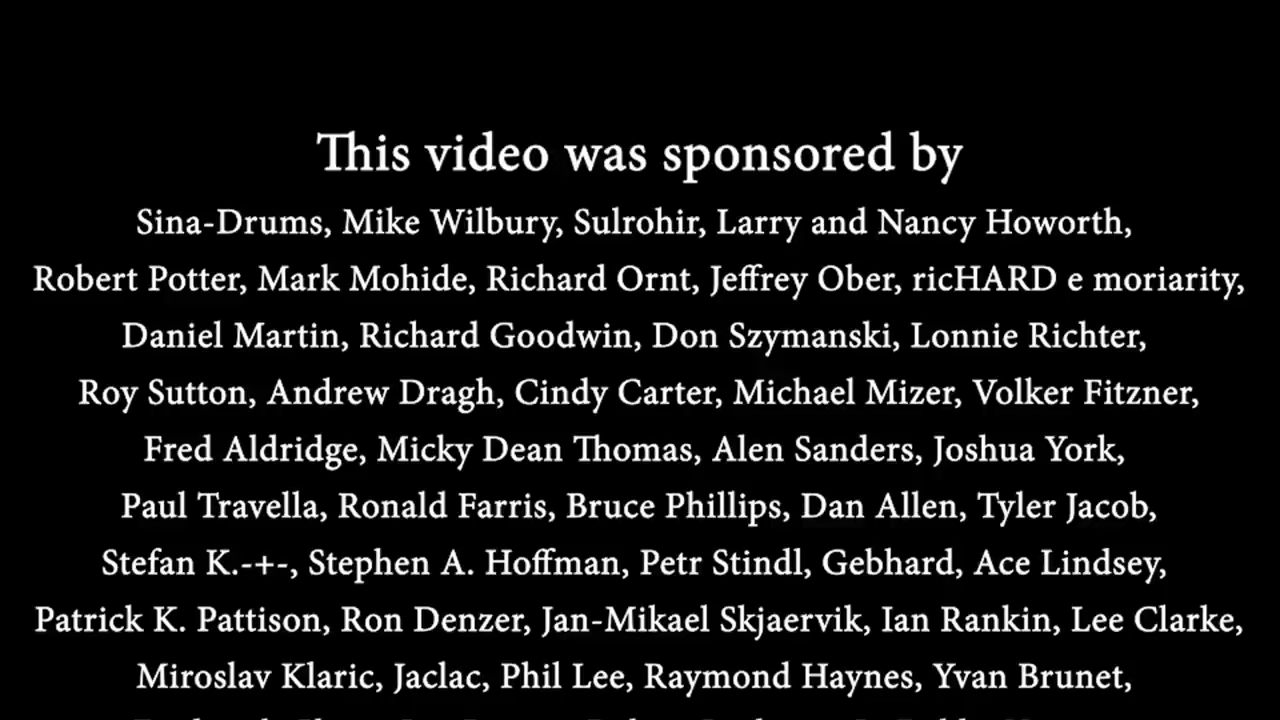 This video was sponsored by
Sina-Drums, Mike Wilbury, Sulrohir, Larry and Nancy Howorth,
Robert Potter, Mark Mohide, Richard Ornt, Jeffrey Ober, ricHARD e moriarity,
Daniel Martin, Richard Goodwin, Don Szymanski, Lonnie Richter,
Roy Sutton, Andrew Dragh, Cindy Carter, Michael Mizer, Volker Fitzner,
Fred Aldridge, Micky Dean Thomas, Alen Sanders, Joshua York,
Paul Travella, Ronald Farris, Bruce Phillips, Dan Allen, Tyler Jacob,
Stefan K.-+-, Stephen A. Hoffman, Petr Stindl, Gebhard, Ace Lindsey,
Patrick K. Pattison, Ron Denzer, Jan-Mikael Skjaervik, Ian Rankin, Lee Clarke,
Miroslav Klaric, Jaclac, Phil Lee, Raymond Haynes, Yvan Brunet,